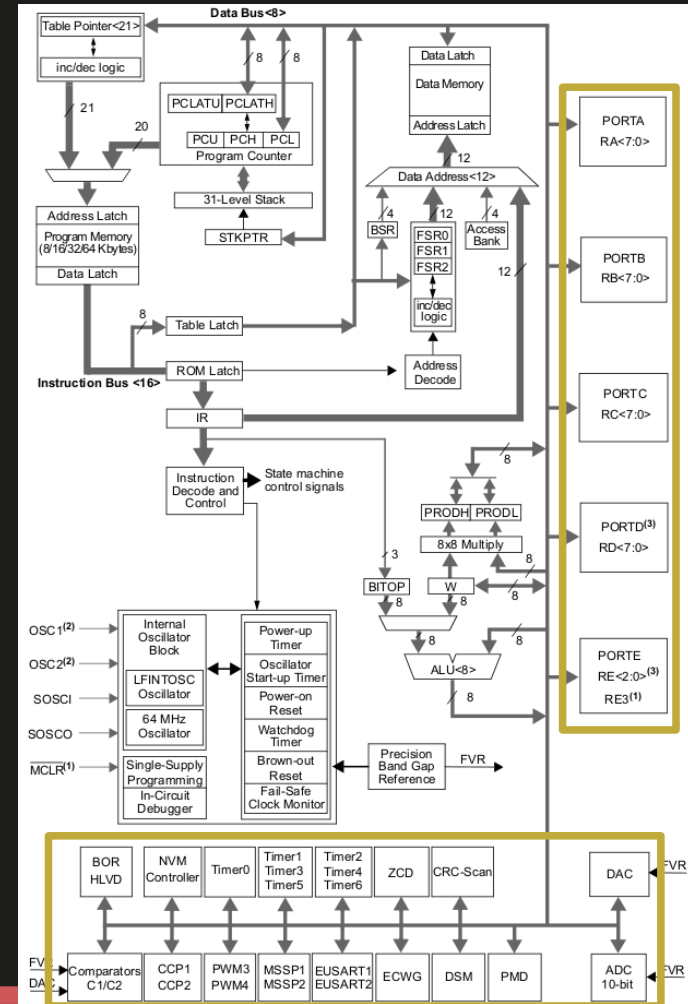 Data Bus<8>
Table Pointer<21>
inc/dec logic
21
20
8
8
PCLATU PCLATH
PCU PCH PCL
Program Counter
31-Level Stack
STKPTR
Address Latch
Program Memory
(8/16/32/64 Kbytes)
Data Latch
8
Table Latch
Instruction Bus <16>
ROM Latch
IR
Instruction
Decode and
Control
State machine
control signals
Data Latch
Data Memory
Address Latch
12
Data Address<12>
4
12
4
BSR
FSR0
FSR1
FSR2
inc/dec
logic
Access
Bank
12
Address
Decode
8
PRODH PRODL
8x8 Multiply
8
3
BITOP
W
8
8
8
8
8
ALU<8>
8
PORTA
RA<7:0>
PORTB
RB<7:0>
PORTC
RC<7:0>
PORTD(3)
RD<7:0>
PORTE
RE<2:0>(3)
RE3(1)
OSC1(2)
OSC2(2)
SOSCI
SOSCO
MCLR(1)
Internal
Oscillator
Block
LFINTOSC
Oscillator
64 MHz
Oscillator
Single-Supply
Programming
In-Circuit
Debugger
Power-up
Timer
Oscillator
Start-up Timer
Power-on
Reset
Watchdog
Timer
Brown-out
Reset
Fail-Safe
Clock Monitor
Precision
Band Gap
Reference
FVR
BOR
HLVD
NVM
Controller
Timer0
Timer1
Timer3
Timer5
Timer2
Timer4
Timer6
ZCD
CRC-Scan
DAC
FVR
FVR
DAC
Comparators
C1/C2
CCP1
CCP2
PWM3
PWM4
MSSP1
MSSP2
EUSART1
EUSART2
ECWG
DSM
PMD
ADC
10-bit
FVR